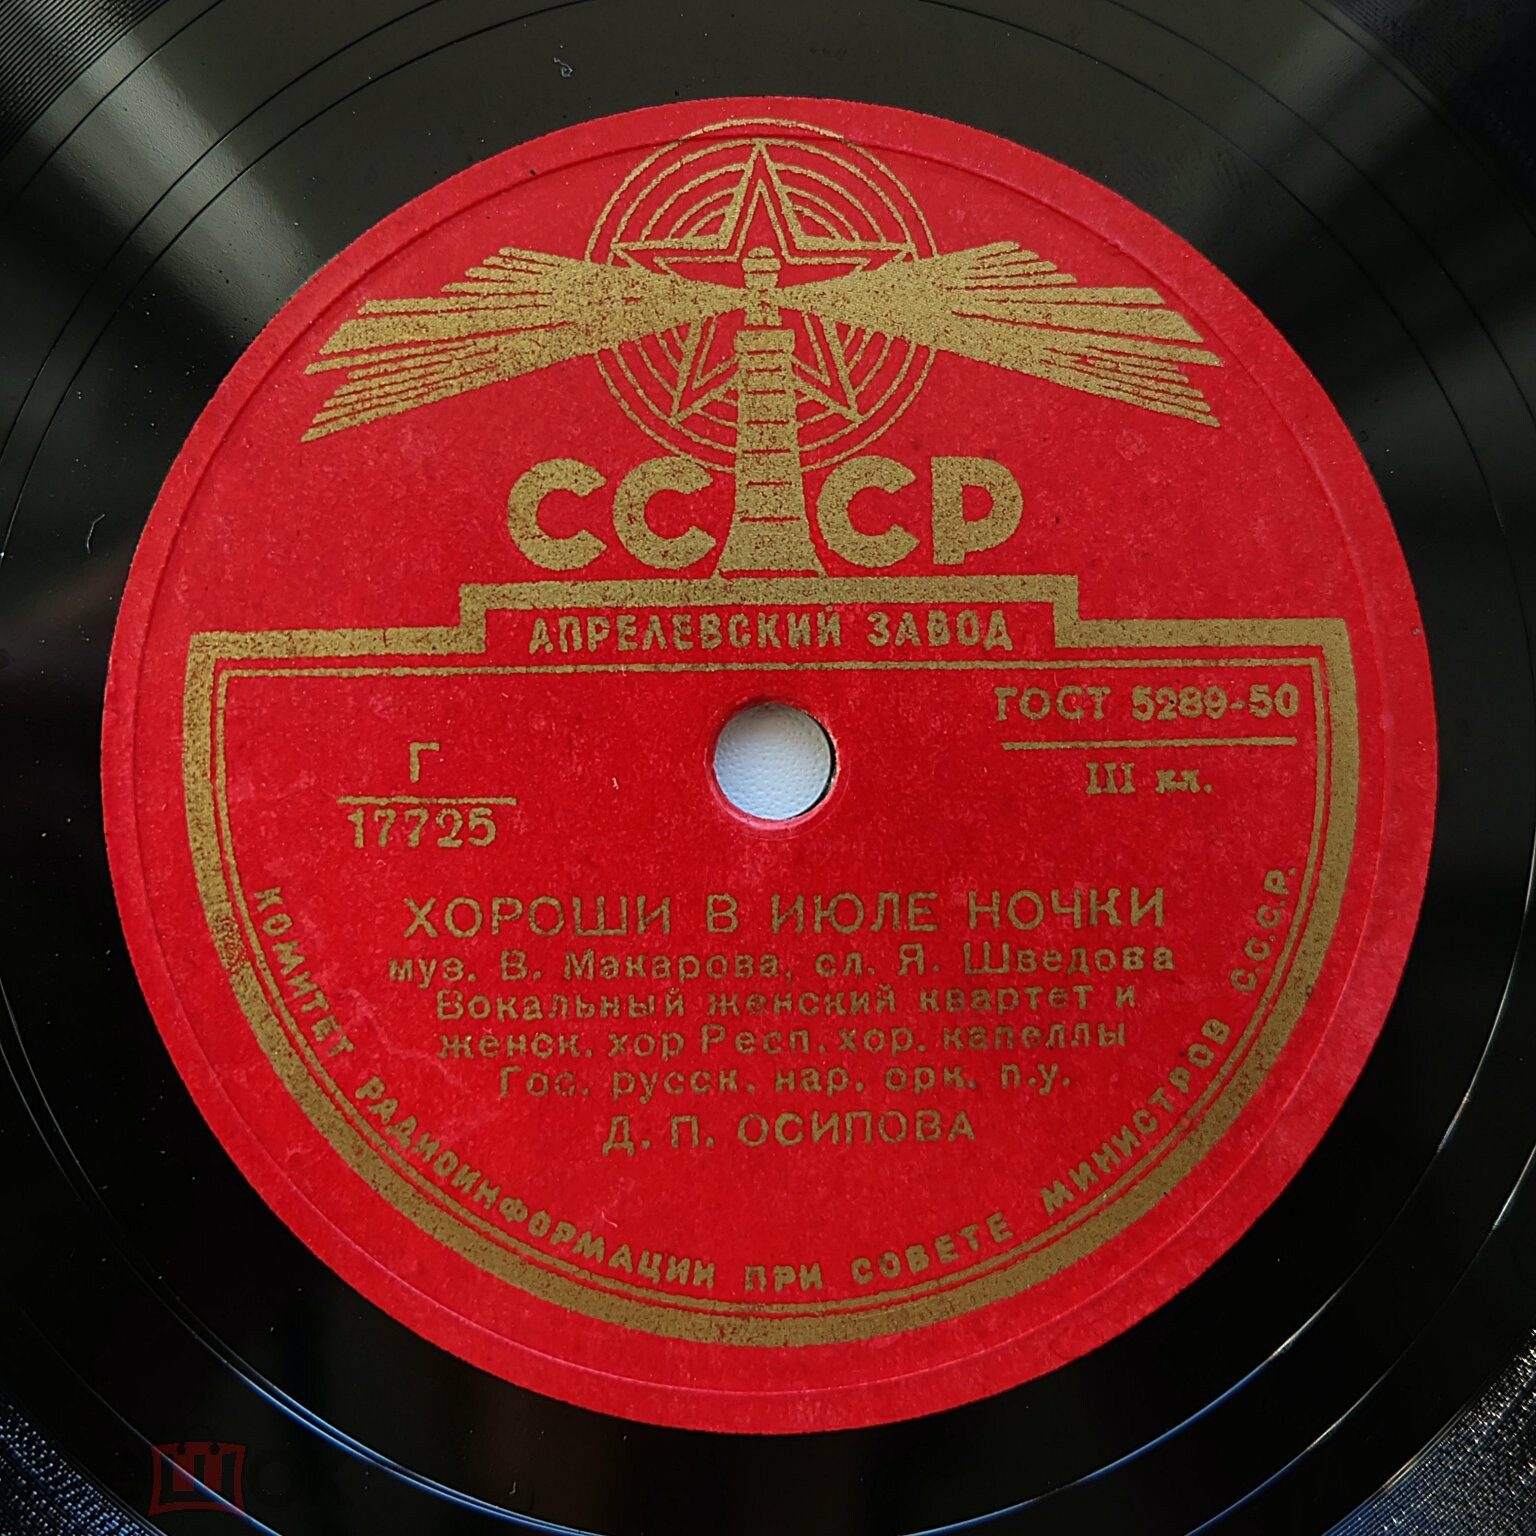 СССР
АПРЕЛЕВСКИЙ ЗАВОД
ГОСТ 5289-50
III кл.
Г
17725
ХОРОШИ В ИЮЛЕ НОЧКИ
муз. В. Макарова, сл. Я. Шведова
Вокальный женский квартет и
женск. хор Респ. хор. капеллы
Гос. русск. нар. орк. п.у.
Д. П. ОСИПОВА
КОМИТЕТ РАДИОИНФОРМАЦИИ ПРИ СОВЕТЕ МИНИСТРОВ С.С.С.Р.